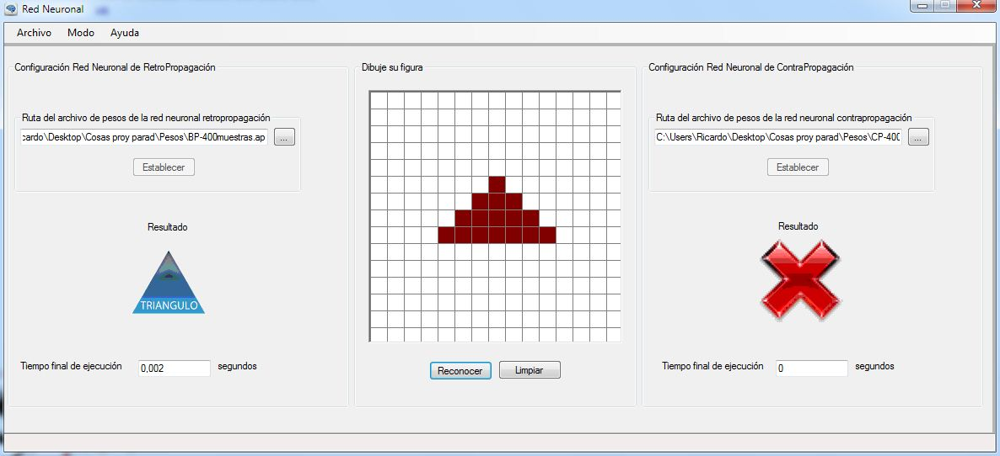 Red Neuronal
Archivo Modo Ayuda
Configuración Red Neuronal de RetroPropagación
Ruta del archivo de pesos de la red neuronal retropropagación
cardo\Desktop\Cosas proy parad\Pesos\BP-400muestras.ap
...
Establecer
Resultado
TRIANGULO
Tiempo final de ejecución 0,002 segundos
Dibuje su figura
Reconocer Limpiar
Configuración Red Neuronal de ContraPropagación
Ruta del archivo de pesos de la red neuronal contrapropagación
C:\Users\Ricardo\Desktop\Cosas proy parad\Pesos\CP-400
...
Establecer
Resultado
Tiempo final de ejecución 0 segundos